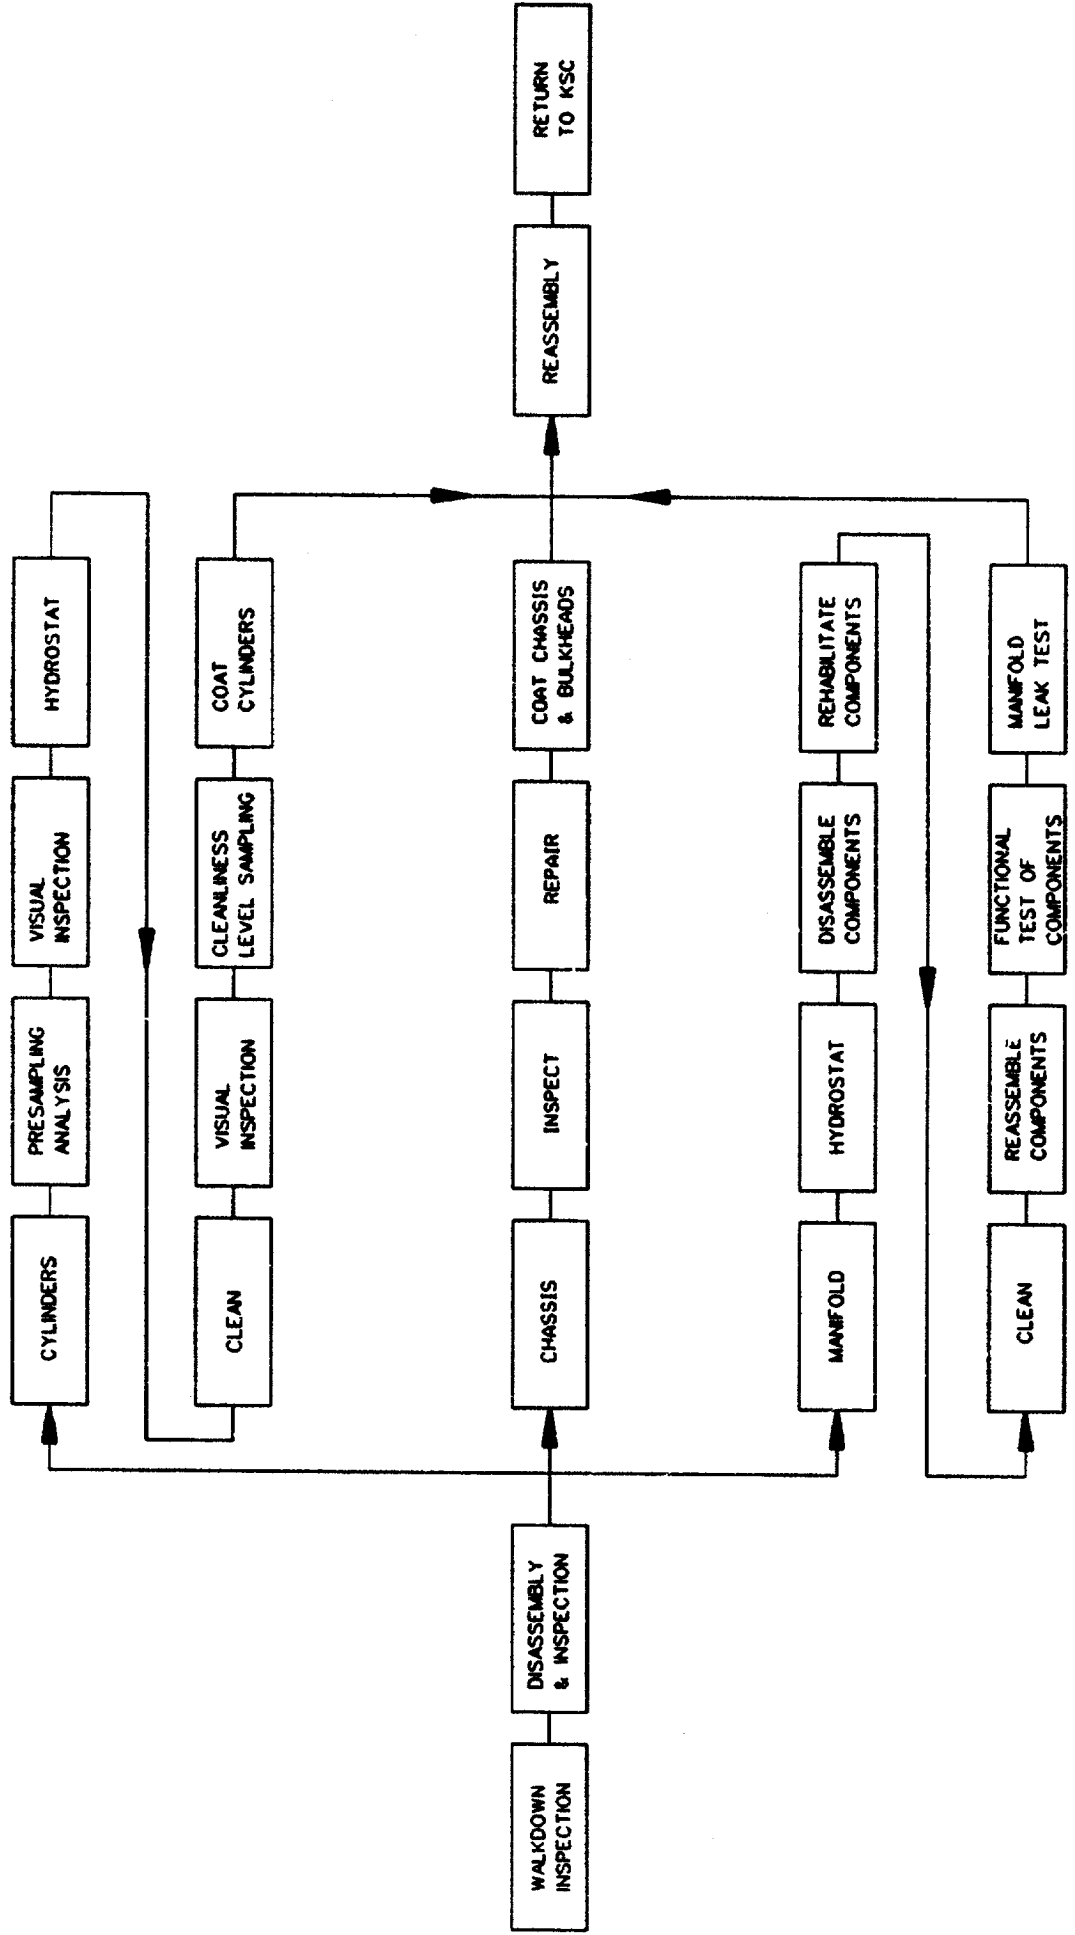 WALKDOWN
INSPECTION
DISASSEMBLY
& INSPECTION
CYLINDERS
PRESAMPLING
ANALYSIS
VISUAL
INSPECTION
HYDROSTAT
CLEAN
VISUAL
INSPECTION
CLEANLINESS
LEVEL SAMPLING
COAT
CYLINDERS
CHASSIS
INSPECT
REPAIR
COAT CHASSIS
& BULKHEADS
MANIFOLD
HYDROSTAT
DISASSEMBLE
COMPONENTS
REHABILITATE
COMPONENTS
CLEAN
REASSEMBLE
COMPONENTS
FUNCTIONAL
TEST OF
COMPONENTS
MANIFOLD
LEAK TEST
REASSEMBLY
RETURN
TO KSC